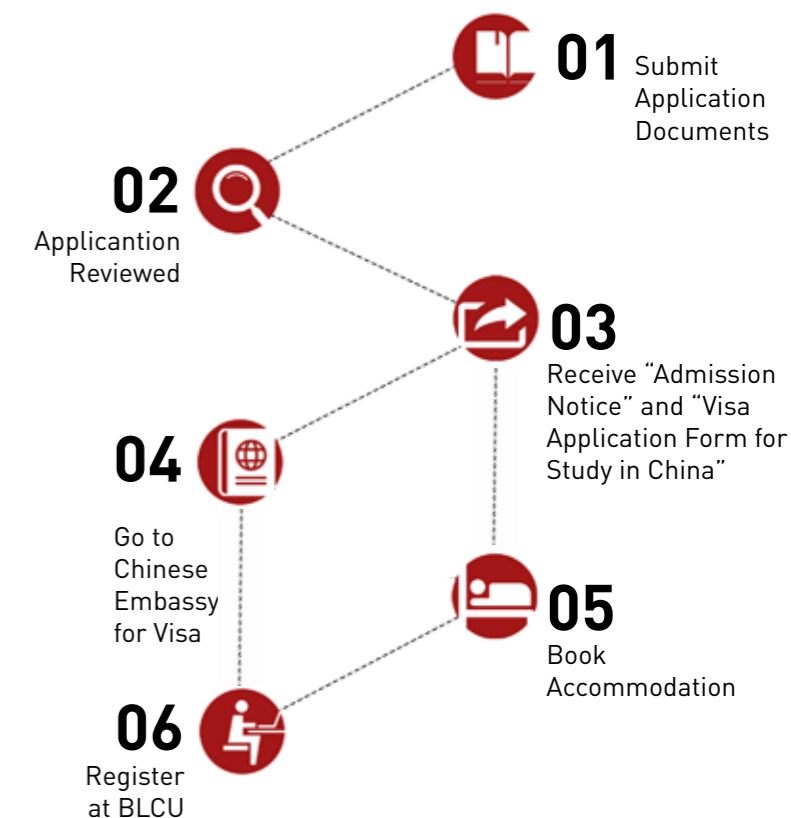 01
Submit
Application
Documents
02
Applicantion
Reviewed
03
Receive “Admission
Notice” and “Visa
Application Form for
Study in China”
04
Go to
Chinese
Embassy
for Visa
05
Book
Accommodation
06
Register
at BLCU